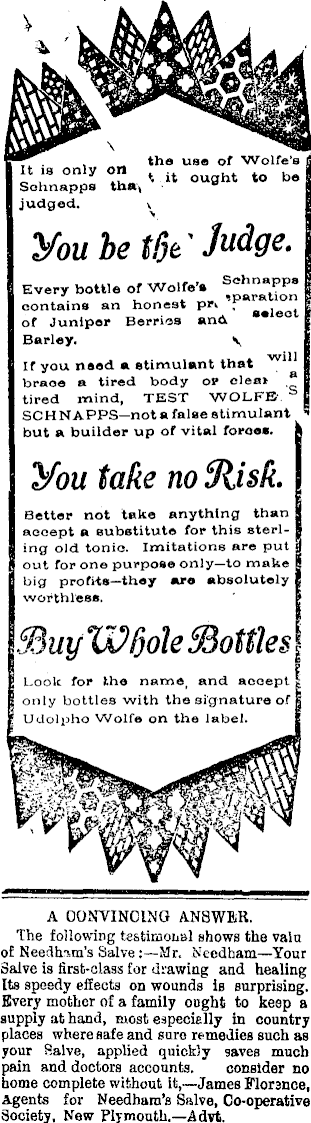 It is only on the use of Wolfe's
Schnapps that it ought to be
judged.
You be the Judge.
Every bottle of Wolfe's Schnapps
contains an honest preparation
of Juniper Berries and select
Barley.
If you need a stimulant that will
brace a tired body or clear a
tired mind, TEST WOLFE'S
SCHNAPPS—not a false stimulant
but a builder up of vital forces.
You take no Risk.
Better not take anything than
accept a substitute for this sterl-
ing old tonic. Imitations are put
out for one purpose only—to make
big profits—they are absolutely
worthless.
Buy Whole Bottles
Look for the name, and accept
only bottles with the signature of
Udolpho Wolfe on the label.
A CONVINCING ANSWER.
The following testimonal shows the valu
of Needham's Salve:—Mr. Needham—Your
Salve is first-class for drawing and healing
Its speedy effects on wounds is surprising.
Every mother of a family ought to keep a
supply at hand, most especially in country
places where safe and sure remedies such as
your Salve, applied quickly saves much
pain and doctors accounts. consider no
home complete without it,—James Florence,
Agents for Needham's Salve, Co-operative
Society, New Plymouth.—Advt.